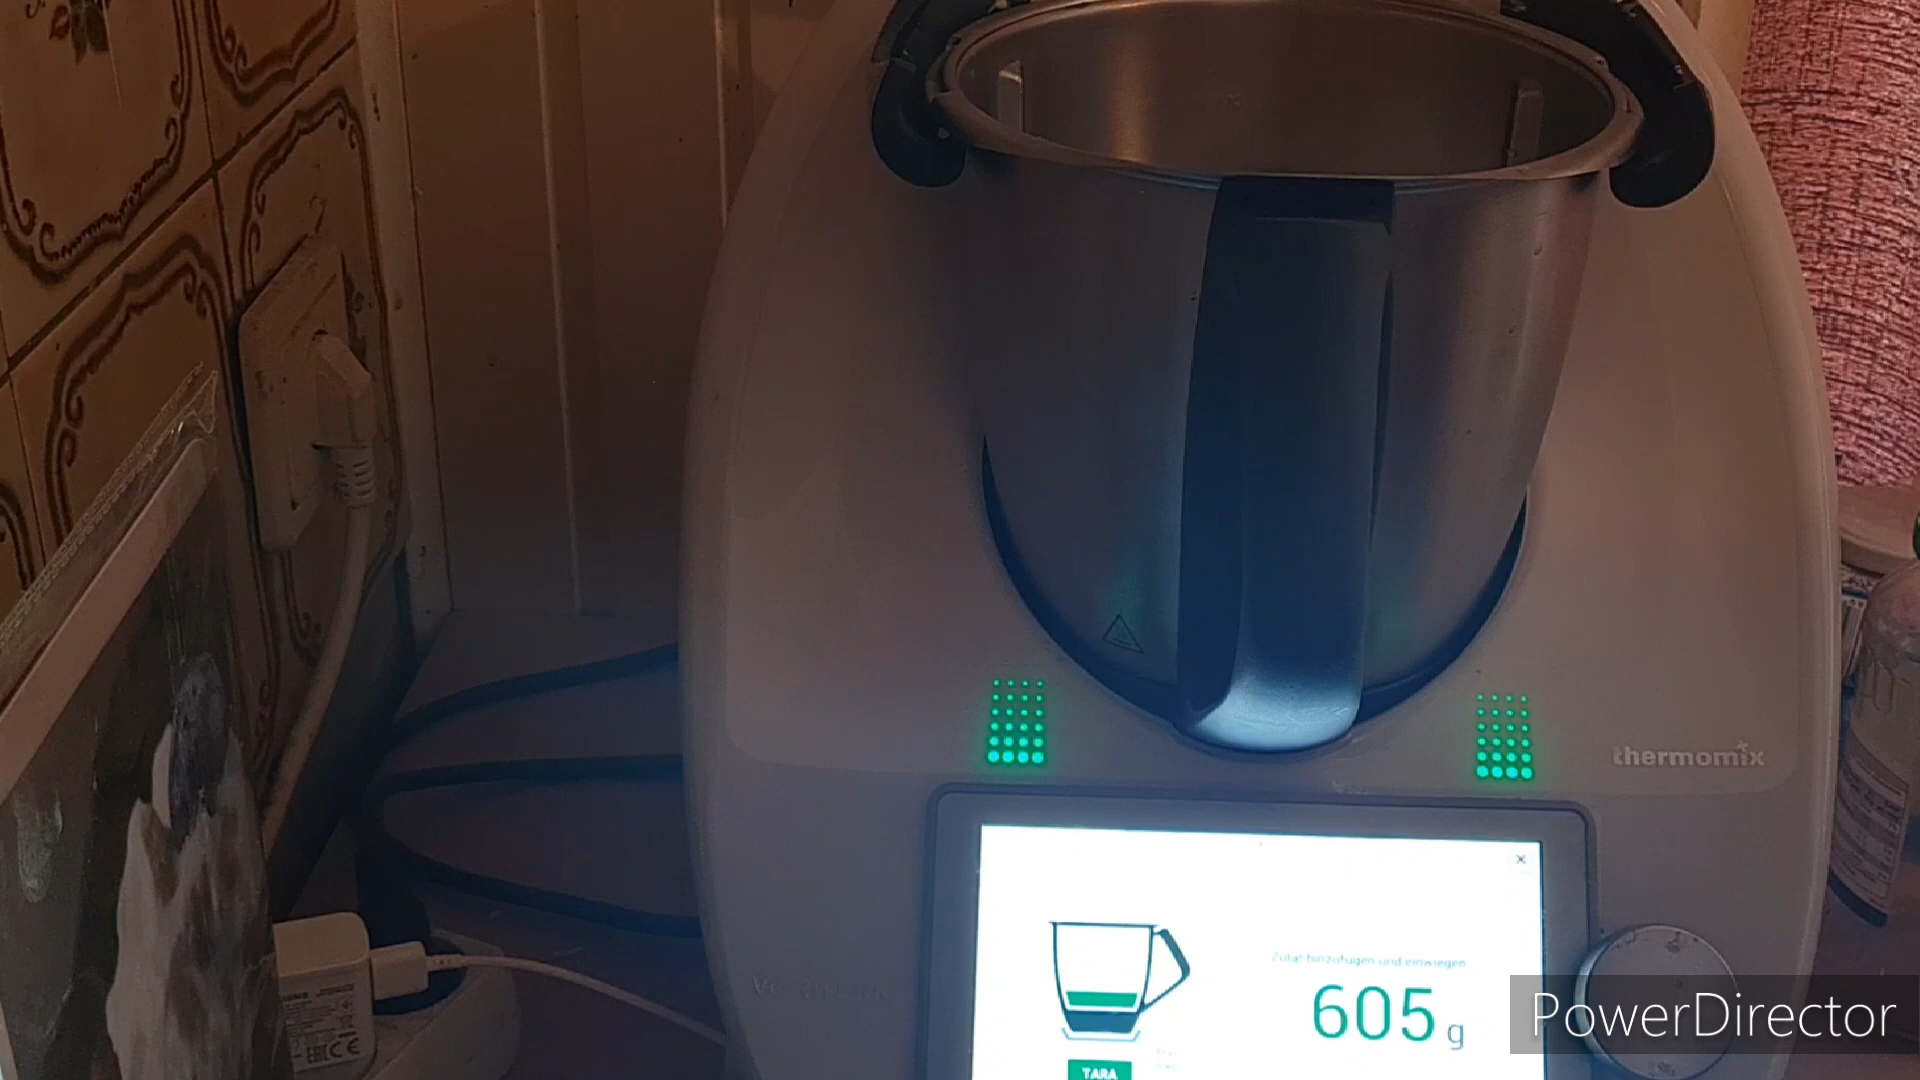 thermomix
Zutat hinzufügen und einwiegen
605 g
TARA
PowerDirector